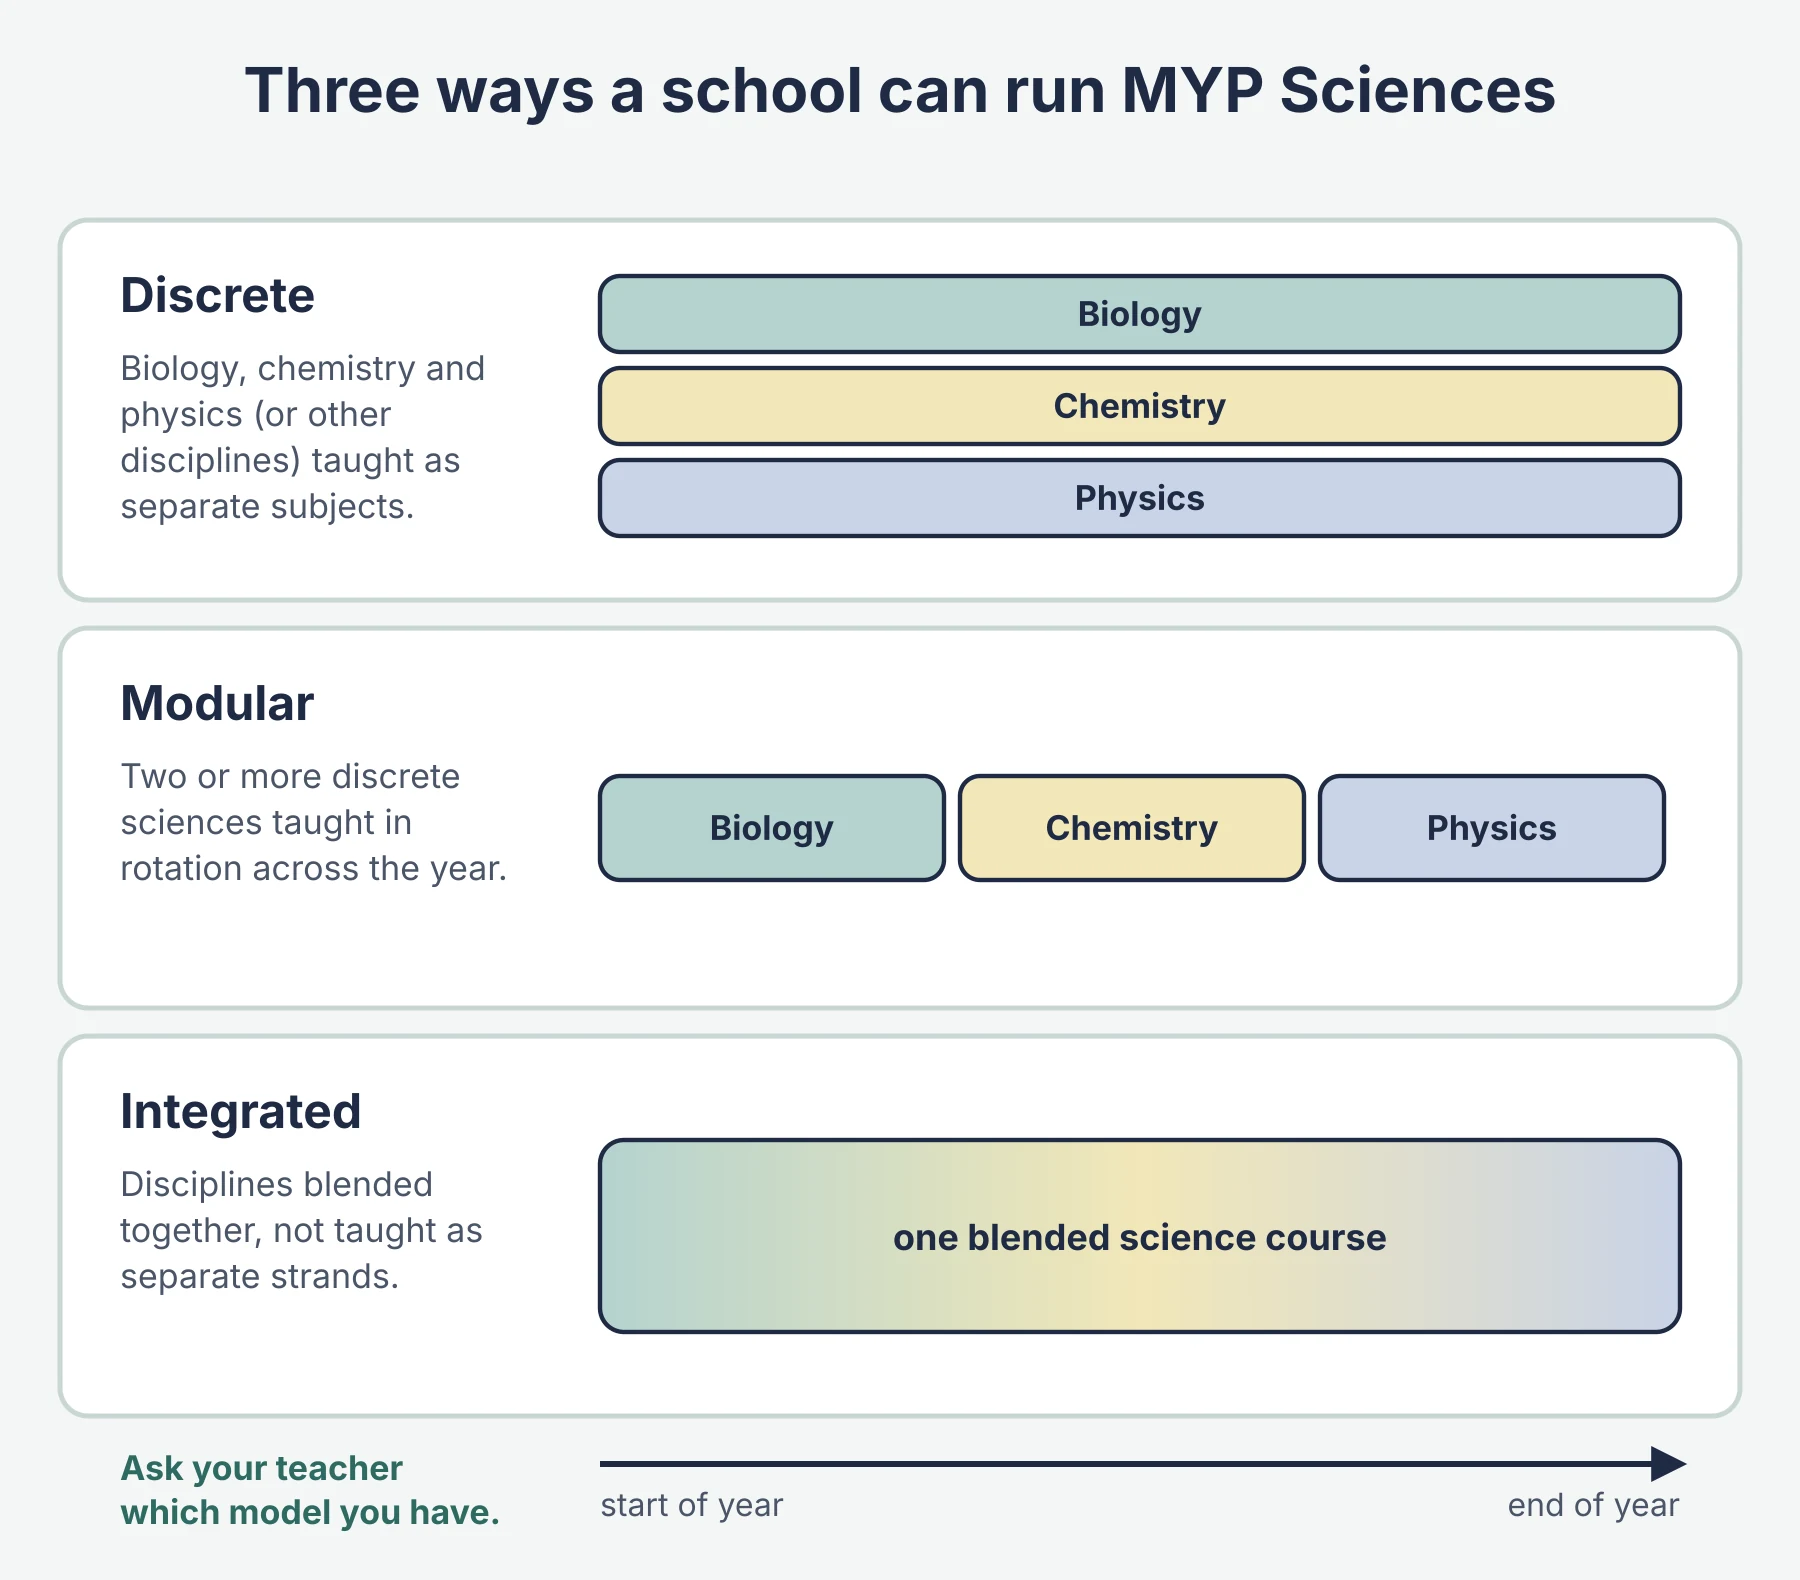 Three ways a school can run MYP Sciences
Discrete
Biology, chemistry and
physics (or other
disciplines) taught as
separate subjects.
Biology
Chemistry
Physics
Modular
Two or more discrete
sciences taught in
rotation across the year.
Biology
Chemistry
Physics
Integrated
Disciplines blended
together, not taught as
separate strands.
one blended science course
Ask your teacher
which model you have.
start of year
end of year